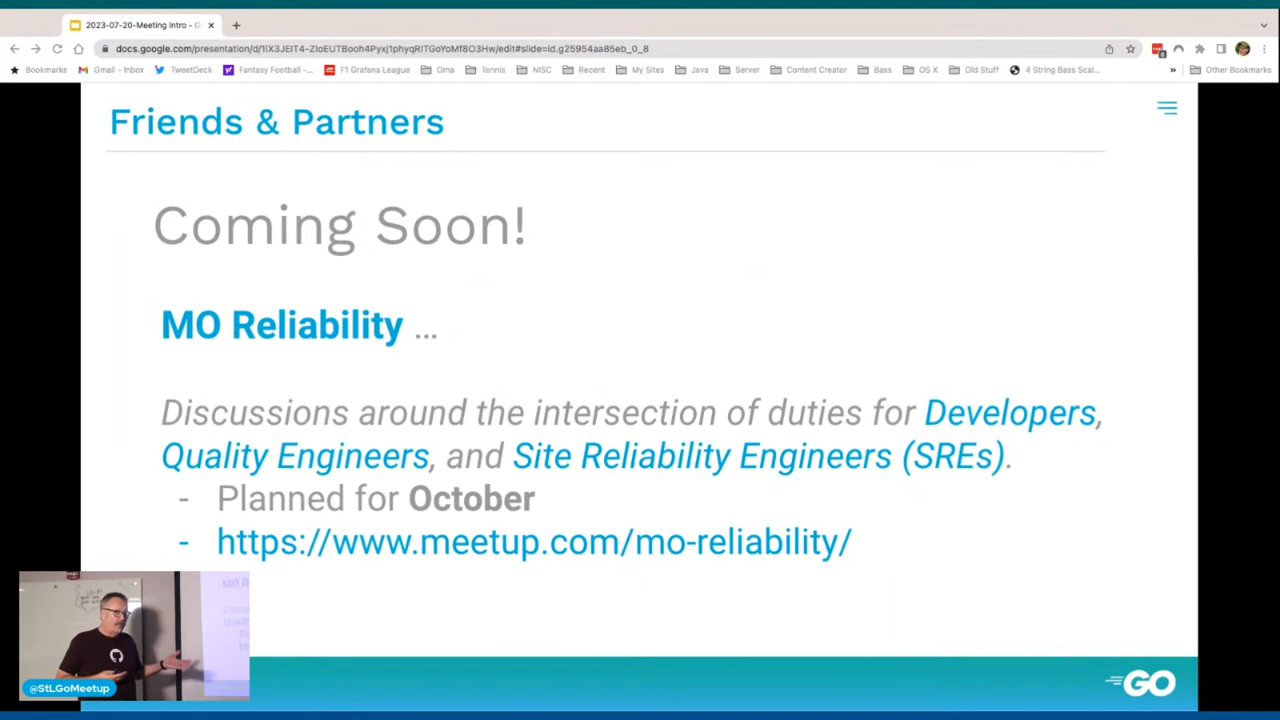 2023-07-20-Meeting Intro - G
docs.google.com/presentation/d/1lX3JEIT4-ZIoEUTBooh4Pyxj1phyqRlTGoYoMf8O3Hw/edit#slide=id.g25954aa85eb_0_8
Bookmarks Gmail - Inbox TweetDeck Fantasy Football -... F1 Grafana League Oma Tennis NISC Recent My Sites Java Server Content Creator Bass OS X Old Stuff 4 String Bass Scal... » Other Bookmarks
Friends & Partners
Coming Soon!
MO Reliability ...
Discussions around the intersection of duties for Developers,
Quality Engineers, and Site Reliability Engineers (SREs).
- Planned for October
- https://www.meetup.com/mo-reliability/
@StLGoMeetup
GO